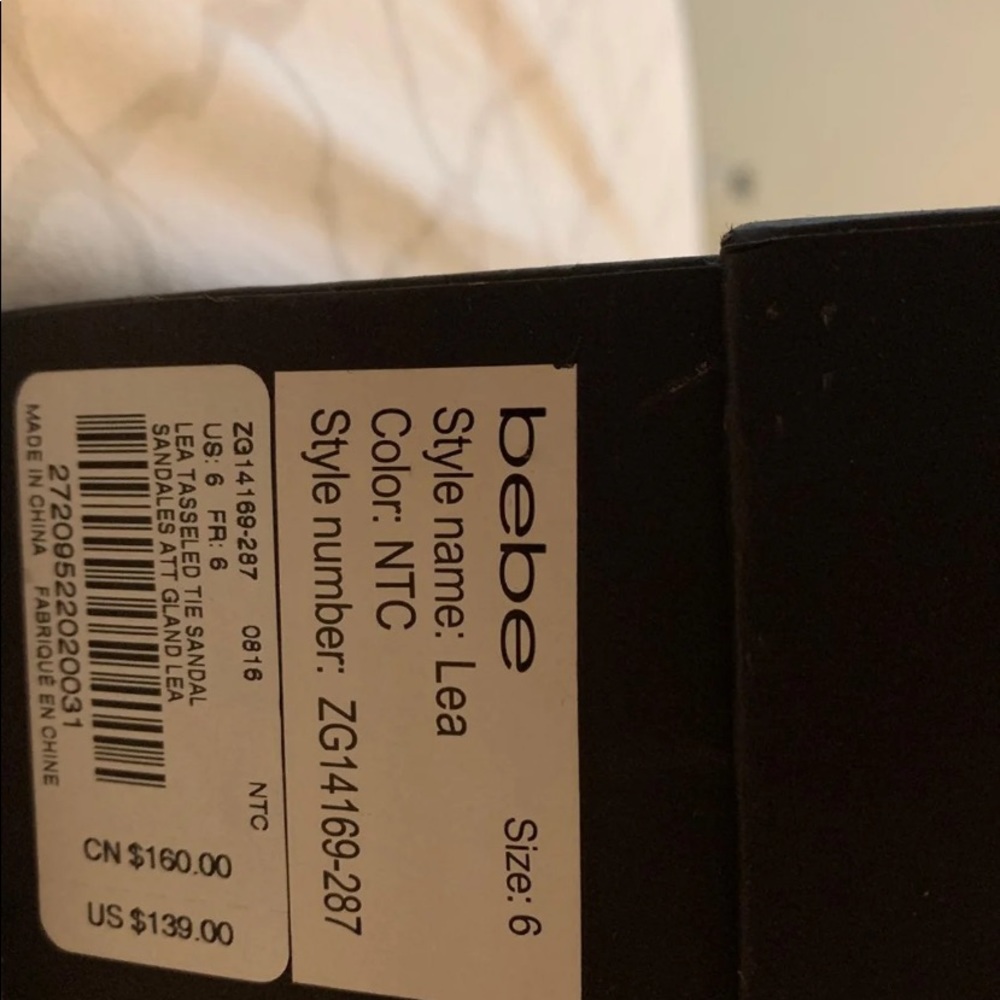 bebe
Size: 6
Style name: Lea
Color: NTC
Style number: ZG14169-287
ZG14169-287 0816 NTC
US: 6 FR: 6
LEA TASSELED TIE SANDAL
SANDALES ATT GLAND LEA
27209522020031
MADE IN CHINA FABRIQUÉ EN CHINE
CN $160.00
US $139.00